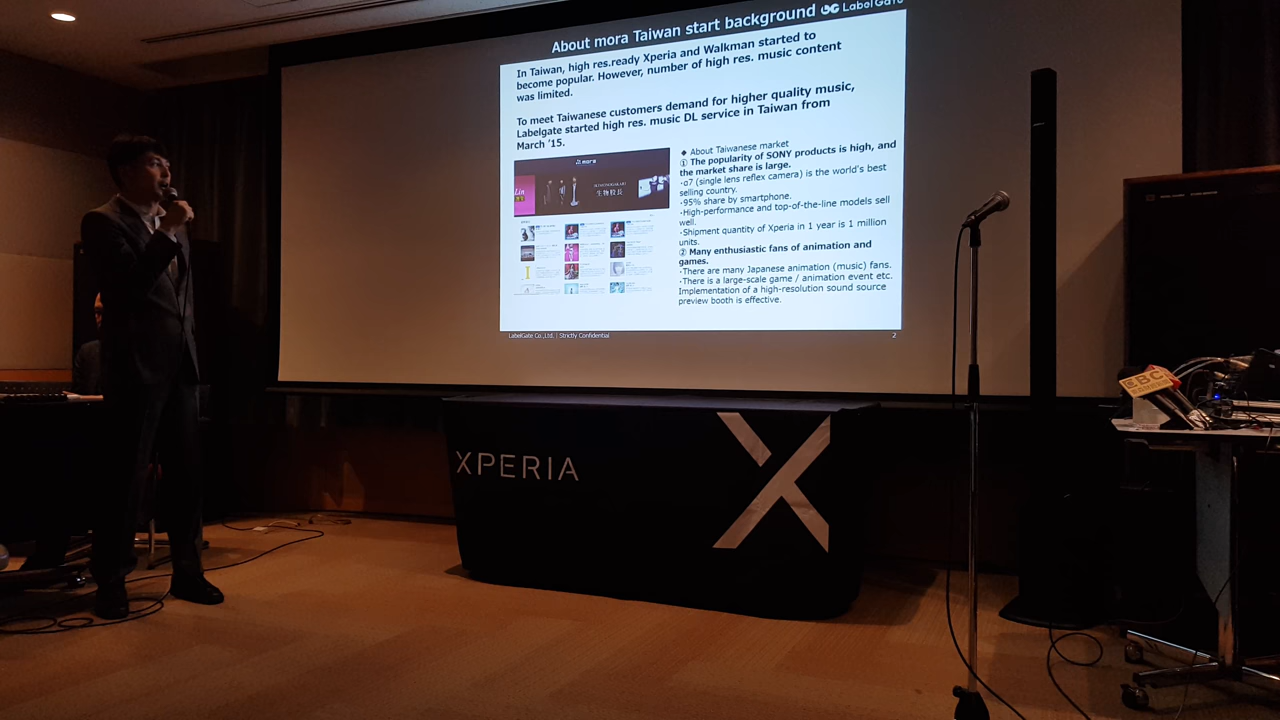 About mora Taiwan start background
LabelGate
In Taiwan, high res.ready Xperia and Walkman started to
become popular. However, number of high res. music content
was limited.
To meet Taiwanese customers demand for higher quality music,
Labelgate started high res. music DL service in Taiwan from
March '15.
mora
Lin
生物股長
◆ About Taiwanese market
① The popularity of SONY products is high, and
the market share is large.
·α7 (single lens reflex camera) is the world's best
selling country.
·95% share by smartphone.
·High-performance and top-of-the-line models sell
well.
·Shipment quantity of Xperia in 1 year is 1 million
units.
② Many enthusiastic fans of animation and
games.
·There are many Japanese animation (music) fans.
·There is a large-scale game / animation event etc.
Implementation of a high-resolution sound source
preview booth is effective.
LabelGate Co.,Ltd. | Strictly Confidential
2
XPERIA
EBC